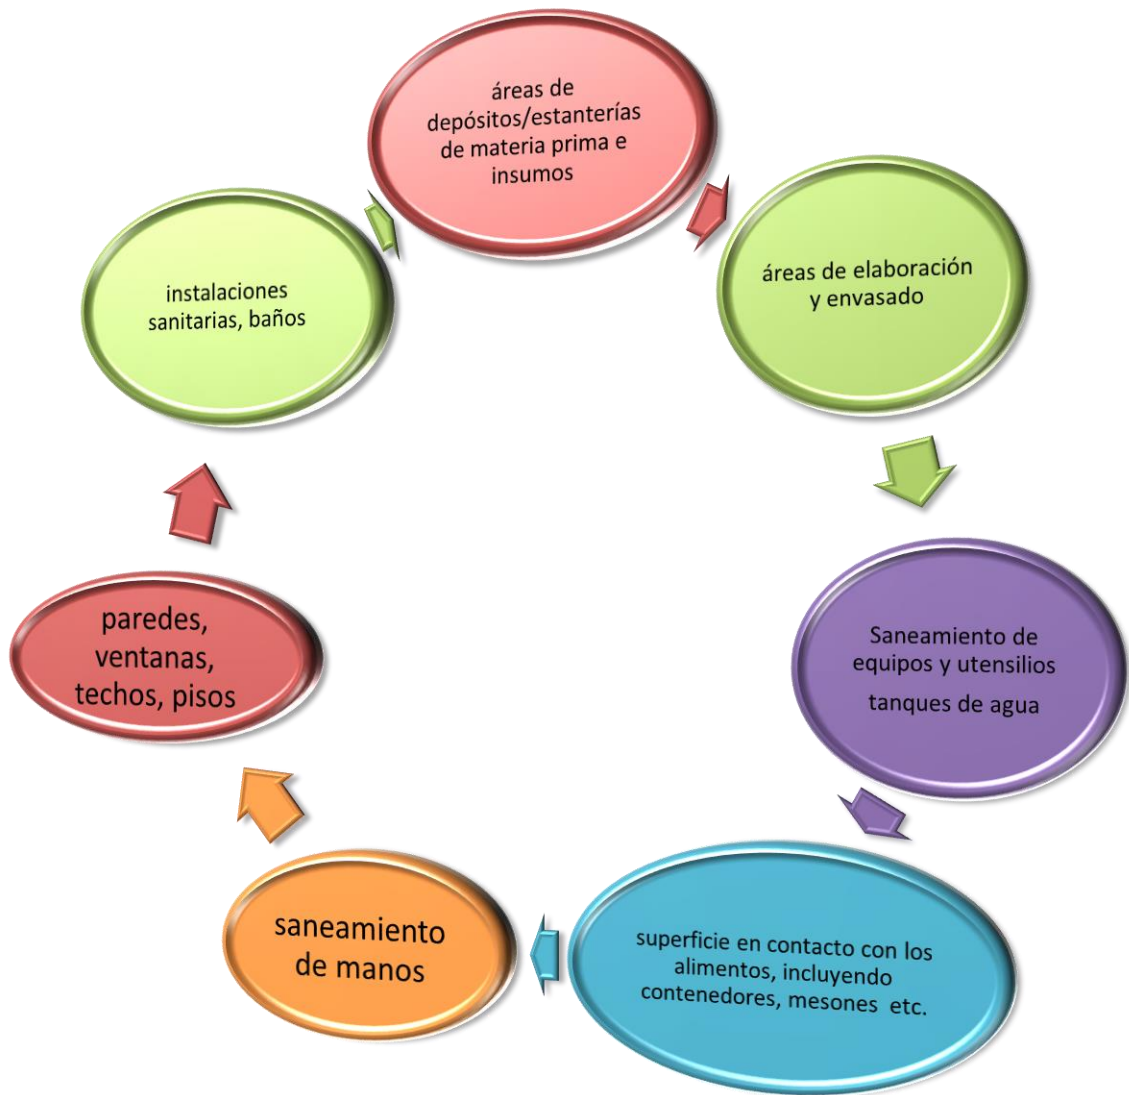 áreas de
depósitos/estanterías
de materia prima e
insumos
áreas de elaboración
y envasado
Saneamiento de
equipos y utensilios
tanques de agua
superficie en contacto con los
alimentos, incluyendo
contenedores, mesones etc.
saneamiento
de manos
paredes,
ventanas,
techos, pisos
instalaciones
sanitarias, baños